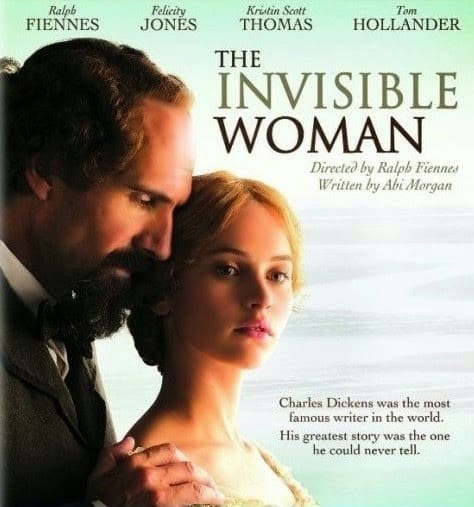 Ralph FIENNES
Felicity JONES
Kristin Scott THOMAS
Tom HOLLANDER
THE
INVISIBLE
WOMAN
Directed by Ralph Fiennes
Written by Abi Morgan
Charles Dickens was the most
famous writer in the world.
His greatest story was the one
he could never tell.